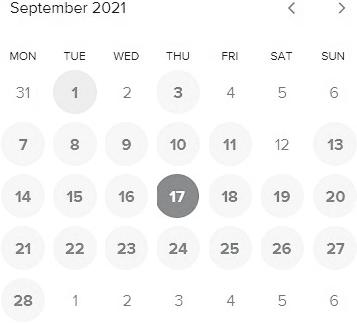 September 2021 < >
MON TUE WED THU FRI SAT SUN
31 1 2 3 4 5 6
7 8 9 10 11 12 13
14 15 16 17 18 19 20
21 22 23 24 25 26 27
28 1 2 3 4 5 6